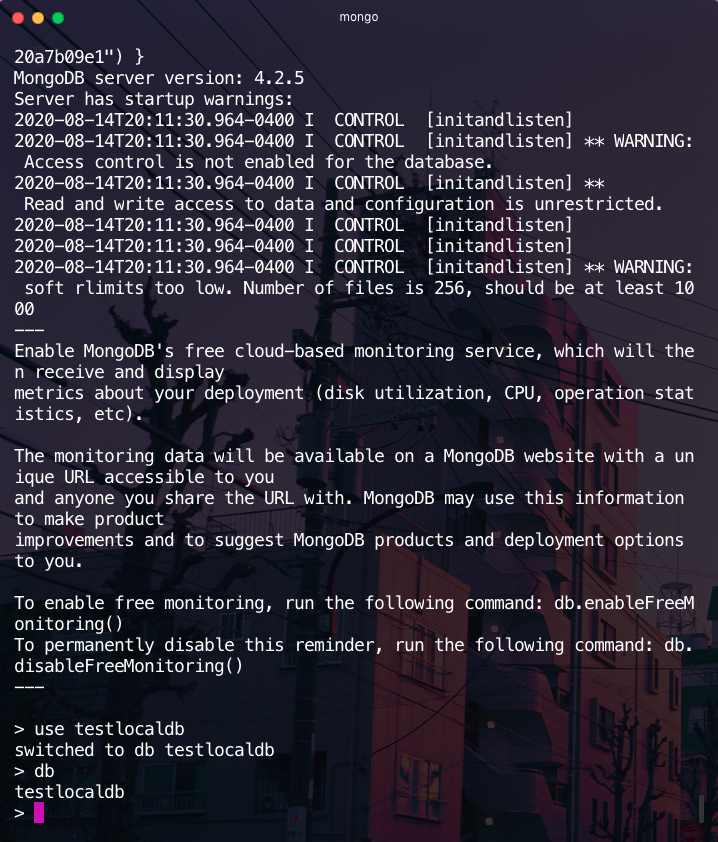 mongo
20a7b09e1") }
MongoDB server version: 4.2.5
Server has startup warnings:
2020-08-14T20:11:30.964-0400 I  CONTROL  [initandlisten]
2020-08-14T20:11:30.964-0400 I  CONTROL  [initandlisten] ** WARNING:
 Access control is not enabled for the database.
2020-08-14T20:11:30.964-0400 I  CONTROL  [initandlisten] **
 Read and write access to data and configuration is unrestricted.
2020-08-14T20:11:30.964-0400 I  CONTROL  [initandlisten]
2020-08-14T20:11:30.964-0400 I  CONTROL  [initandlisten]
2020-08-14T20:11:30.964-0400 I  CONTROL  [initandlisten] ** WARNING:
 soft rlimits too low. Number of files is 256, should be at least 10
00
---
Enable MongoDB's free cloud-based monitoring service, which will the
n receive and display
metrics about your deployment (disk utilization, CPU, operation stat
istics, etc).

The monitoring data will be available on a MongoDB website with a un
ique URL accessible to you
and anyone you share the URL with. MongoDB may use this information
to make product
improvements and to suggest MongoDB products and deployment options
to you.

To enable free monitoring, run the following command: db.enableFreeM
onitoring()
To permanently disable this reminder, run the following command: db.
disableFreeMonitoring()
---

> use testlocaldb
switched to db testlocaldb
> db
testlocaldb
>